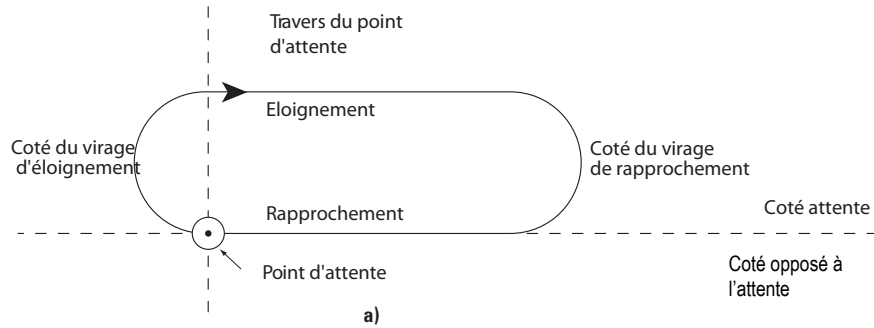 Travers du point
d'attente
Eloignement
Coté du virage
d'éloignement
Coté du virage
de rapprochement
Rapprochement
Coté attente
Point d'attente
Coté opposé à
l'attente
a)